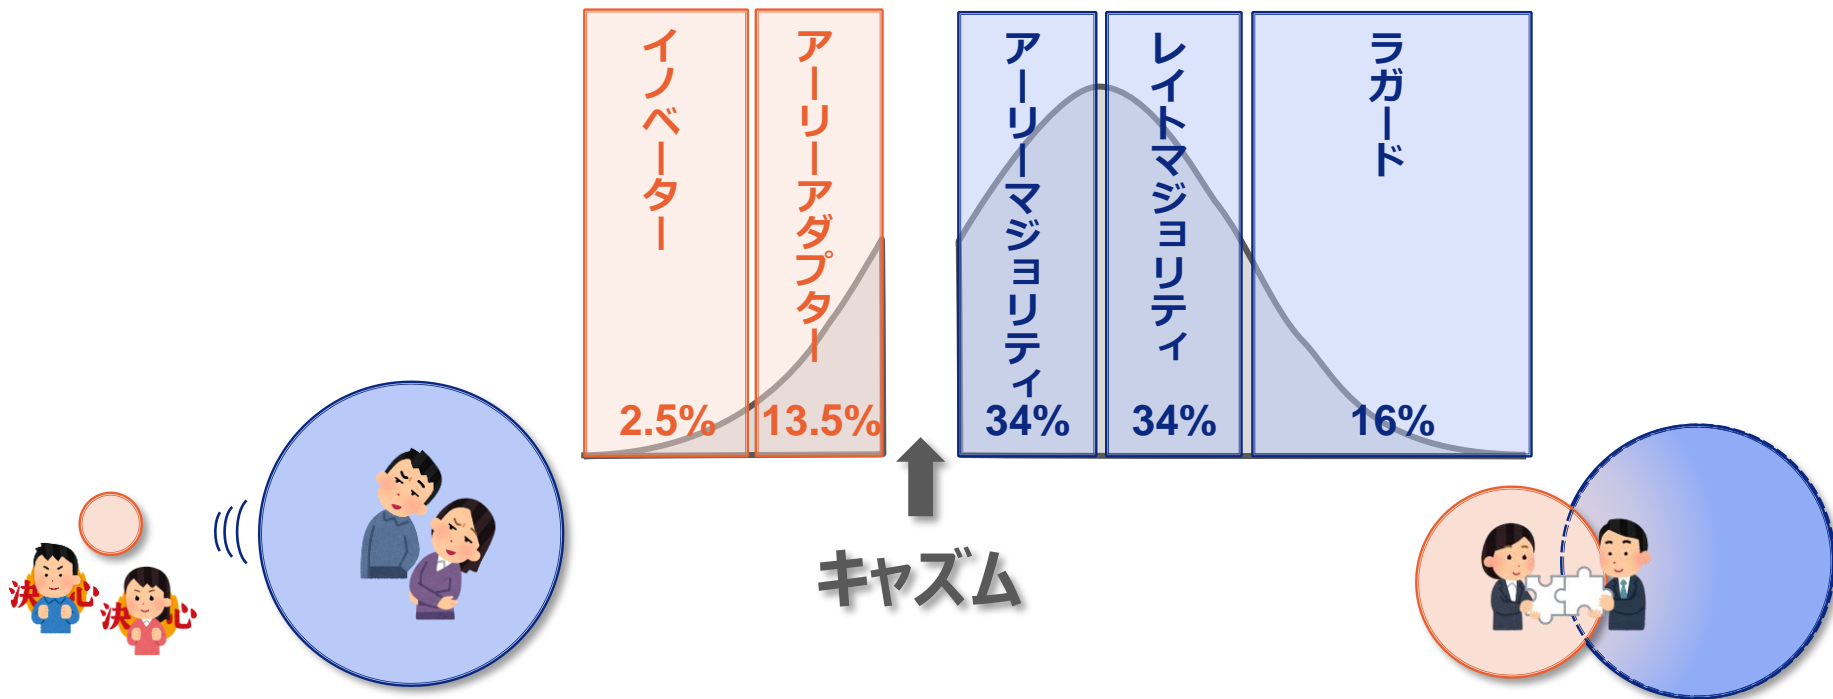 イノベーター
アーリーアダプター
アーリーマジョリティ
レイトマジョリティ
ラガード
2.5%
13.5%
34%
34%
16%
キャズム
決心
決心